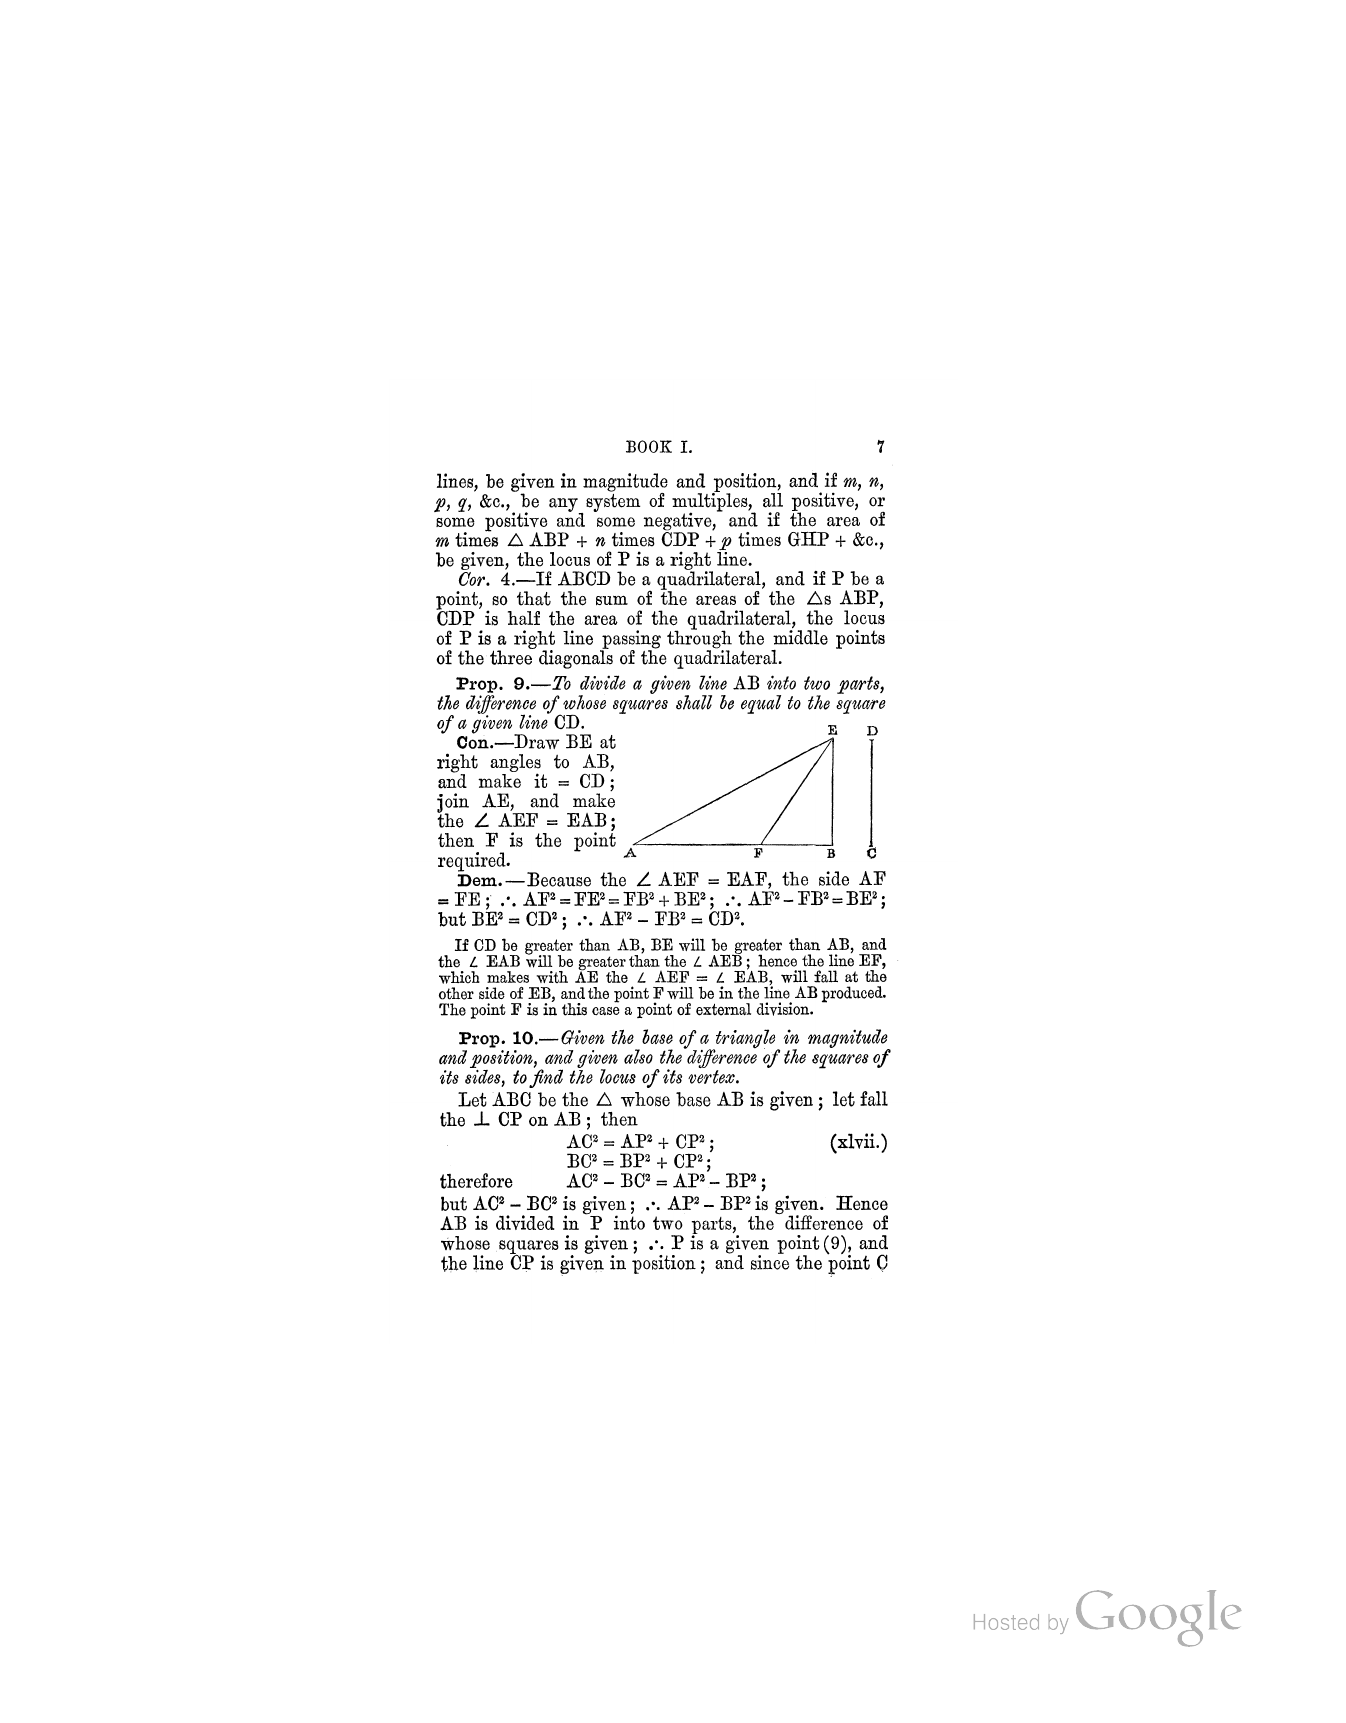 BOOK I. 7
lines, be given in magnitude and position, and if m, n,
p, q, &c., be any system of multiples, all positive, or
some positive and some negative, and if the area of
m times △ ABP + n times CDP + p times GHP + &c.,
be given, the locus of P is a right line.
Cor. 4.—If ABCD be a quadrilateral, and if P be a
point, so that the sum of the areas of the △s ABP,
CDP is half the area of the quadrilateral, the locus
of P is a right line passing through the middle points
of the three diagonals of the quadrilateral.
Prop. 9.—To divide a given line AB into two parts,
the difference of whose squares shall be equal to the square
of a given line CD.
Con.—Draw BE at
right angles to AB,
and make it = CD;
join AE, and make
the ∠ AEF = EAB;
then F is the point
required.
E D
A F B C
Dem.—Because the ∠ AEF = EAF, the side AF
= FE; ∴ AF² = FE² = FB² + BE²; ∴ AF² – FB² = BE²;
but BE² = CD²; ∴ AF² – FB² = CD².
If CD be greater than AB, BE will be greater than AB, and
the ∠ EAB will be greater than the ∠ AEB; hence the line EF,
which makes with AE the ∠ AEF = ∠ EAB, will fall at the
other side of EB, and the point F will be in the line AB produced.
The point F is in this case a point of external division.
Prop. 10.—Given the base of a triangle in magnitude
and position, and given also the difference of the squares of
its sides, to find the locus of its vertex.
Let ABC be the △ whose base AB is given; let fall
the ⊥ CP on AB; then
AC² = AP² + CP²; (xlvii.)
BC² = BP² + CP²;
therefore AC² – BC² = AP² – BP²;
but AC² – BC² is given; ∴ AP² – BP² is given. Hence
AB is divided in P into two parts, the difference of
whose squares is given; ∴ P is a given point (9), and
the line CP is given in position; and since the point C
Hosted by Google